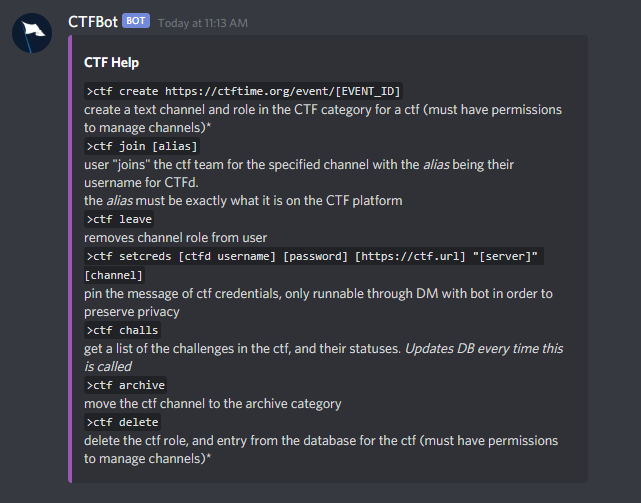 CTFBot BOT Today at 11:13 AM
CTF Help
>ctf create https://ctftime.org/event/[EVENT_ID]
create a text channel and role in the CTF category for a ctf (must have permissions
to manage channels)*
>ctf join [alias]
user "joins" the ctf team for the specified channel with the alias being their
username for CTFd.
the alias must be exactly what it is on the CTF platform
>ctf leave
removes channel role from user
>ctf setcreds [ctfd username] [password] [https://ctf.url] "[server]"
[channel]
pin the message of ctf credentials, only runnable through DM with bot in order to
preserve privacy
>ctf challs
get a list of the challenges in the ctf, and their statuses. Updates DB every time this
is called
>ctf archive
move the ctf channel to the archive category
>ctf delete
delete the ctf role, and entry from the database for the ctf (must have permissions
to manage channels)*